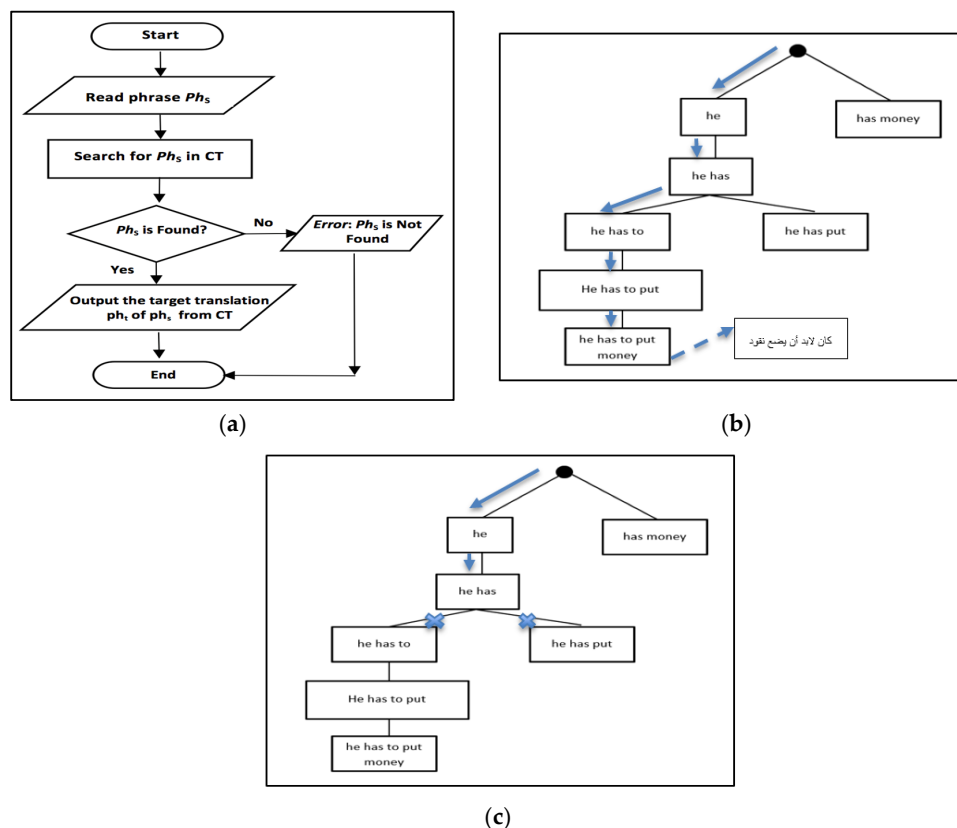 Start
Read phrase Phs
Search for Phs in CT
Phs is Found?
No
Error: Phs is Not
Found
Yes
Output the target translation
pht of phs from CT
End
(a)
he
has money
he has
he has to
he has put
He has to put
he has to put
money
كان لابد أن يضع نقود
(b)
he
has money
he has
he has to
he has put
He has to put
he has to put
money
(c)